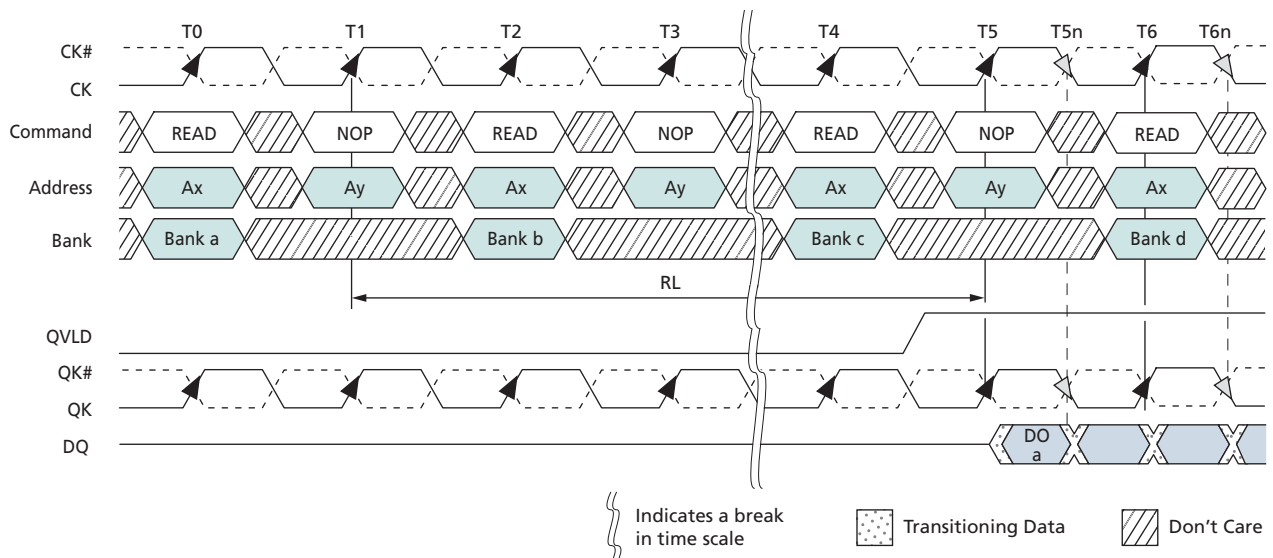 T0 T1 T2 T3 T4 T5 T5n T6 T6n
CK#
CK
Command READ NOP READ NOP READ NOP READ
Address Ax Ay Ax Ay Ax Ay Ax
Bank Bank a Bank b Bank c Bank d
RL
QVLD
QK#
QK
DQ DO
a
Indicates a break
in time scale
Transitioning Data
Don't Care